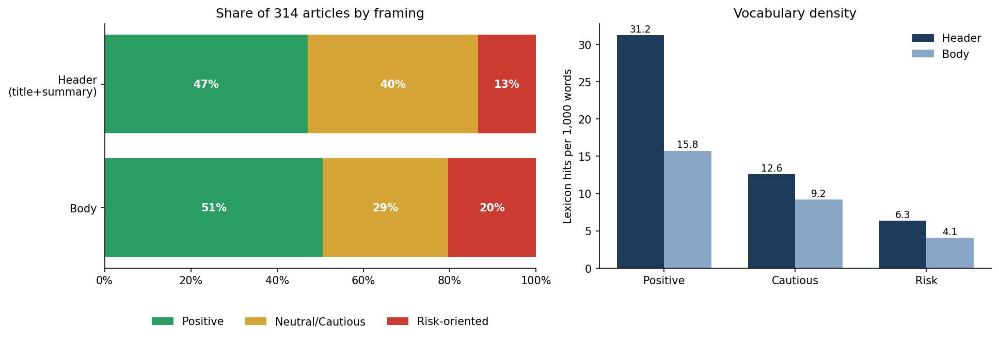 Share of 314 articles by framing
Header
(title+summary)
47%
40%
13%
Body
51%
29%
20%
0%
20%
40%
60%
80%
100%
Positive
Neutral/Cautious
Risk-oriented
Vocabulary density
Lexicon hits per 1,000 words
30
25
20
15
10
5
0
31.2
15.8
12.6
9.2
6.3
4.1
Positive
Cautious
Risk
Header
Body